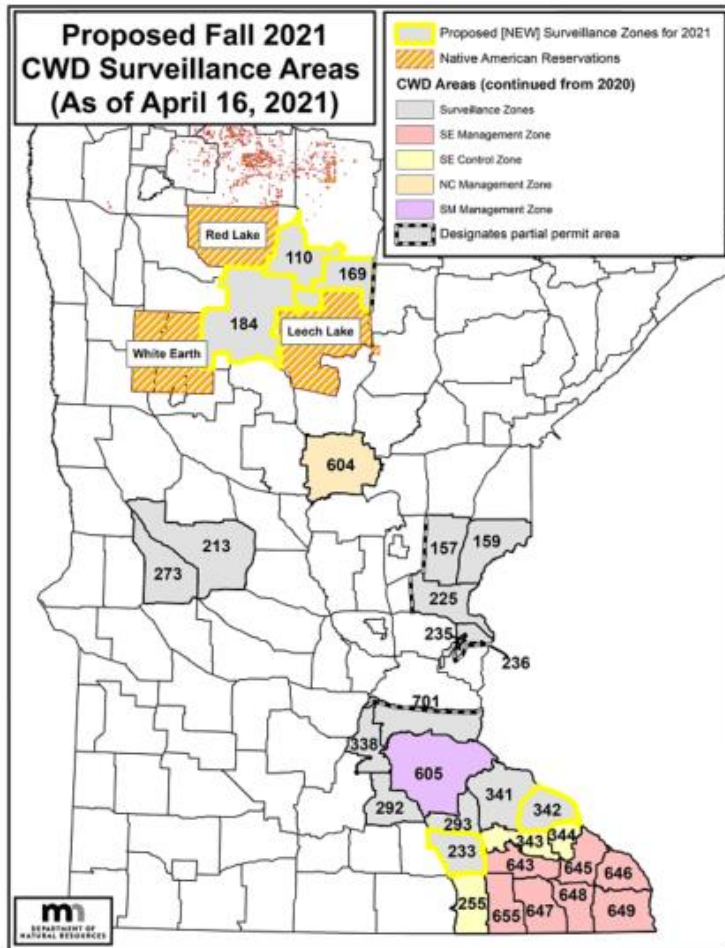 Proposed Fall 2021
CWD Surveillance Areas
(As of April 16, 2021)
Proposed [NEW] Surveillance Zones for 2021
Native American Reservations
CWD Areas (continued from 2020)
Surveillance Zones
SE Management Zone
SE Control Zone
NC Management Zone
SM Management Zone
Designates partial permit area
Red Lake
110
169
184
Leech Lake
White Earth
604
213
273
157
159
225
235
236
701
338
605
341
342
292
293
343
344
233
643
645
646
255
655
647
648
649
DEPARTMENT OF
NATURAL RESOURCES